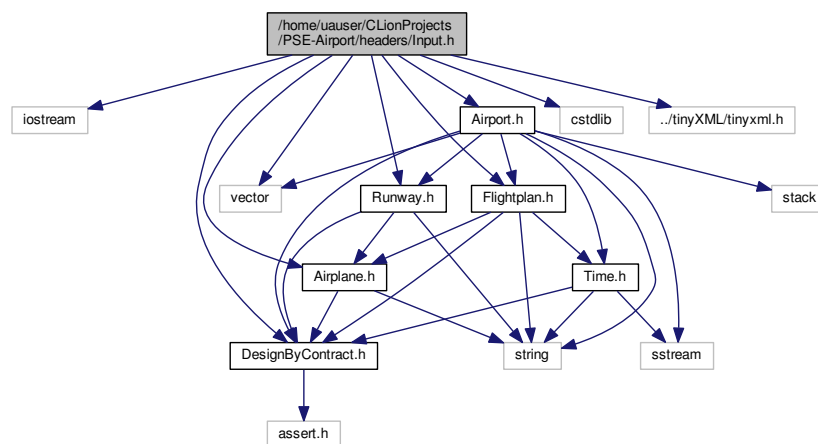 /home/uauser/CLionProjects
/PSE-Airport/headers/Input.h
iostream
Airport.h
cstdlib
../tinyXML/tinyxml.h
vector
Runway.h
Flightplan.h
stack
Airplane.h
Time.h
DesignByContract.h
string
sstream
assert.h